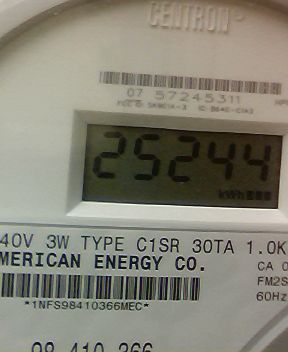 CENTRON®
07 57245311
25244
kWh
40V 3W TYPE C1SR 30TA 1.0K
MERICAN ENERGY CO.
CA 0
FM2S
60Hz
*1NFS98410366MEC*
98 410 366